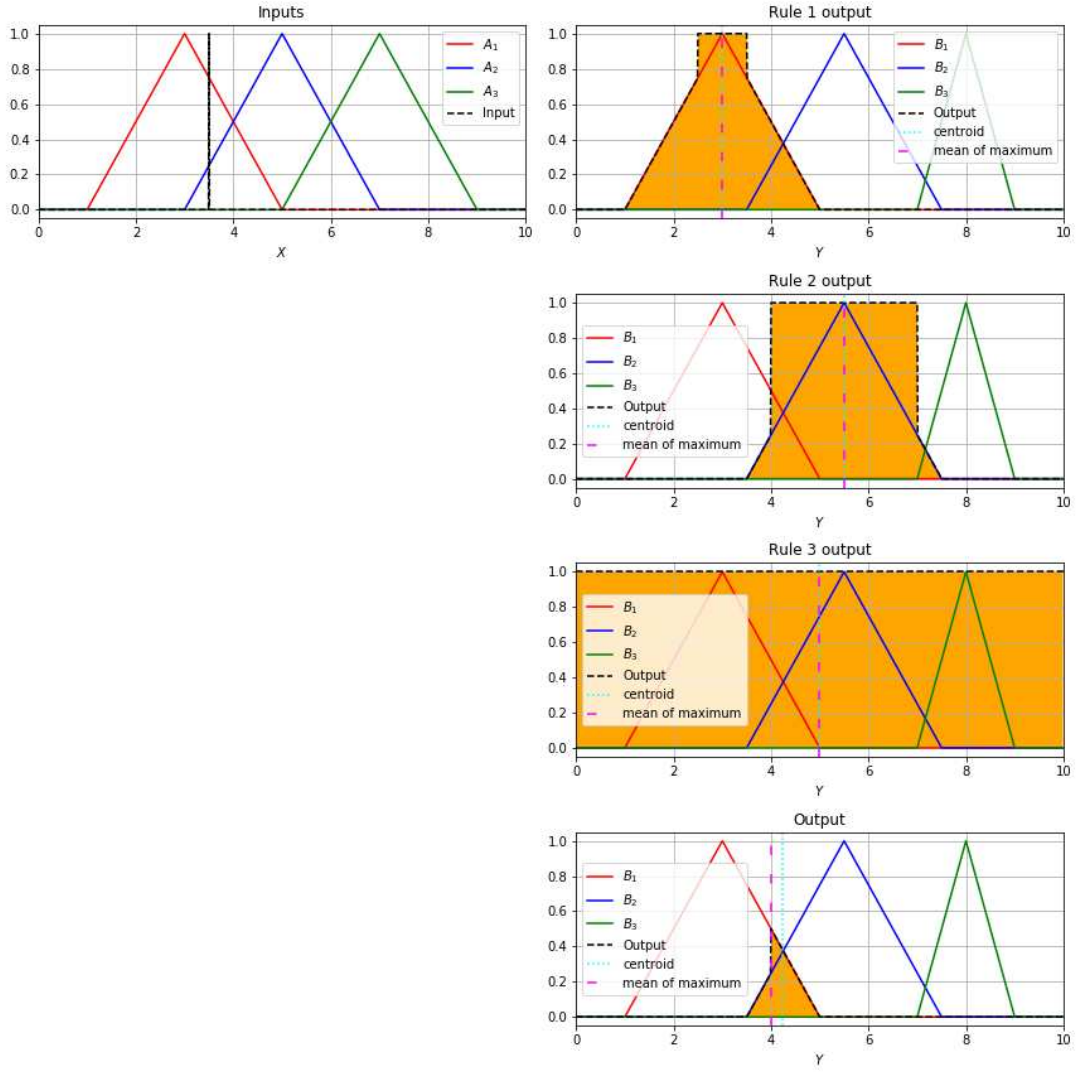 Inputs
1.0
0.8
0.6
0.4
0.2
0.0
A₁
A₂
A₃
Input
0 2 4 6 8 10
X
Rule 1 output
1.0
0.8
0.6
0.4
0.2
0.0
B₁
B₂
B₃
Output
centroid
mean of maximum
0 2 4 6 8 10
Y
Rule 2 output
1.0
0.8
0.6
0.4
0.2
0.0
B₁
B₂
B₃
Output
centroid
mean of maximum
0 2 4 6 8 10
Y
Rule 3 output
1.0
0.8
0.6
0.4
0.2
0.0
B₁
B₂
B₃
Output
centroid
mean of maximum
0 2 4 6 8 10
Y
Output
1.0
0.8
0.6
0.4
0.2
0.0
B₁
B₂
B₃
Output
centroid
mean of maximum
0 2 4 6 8 10
Y